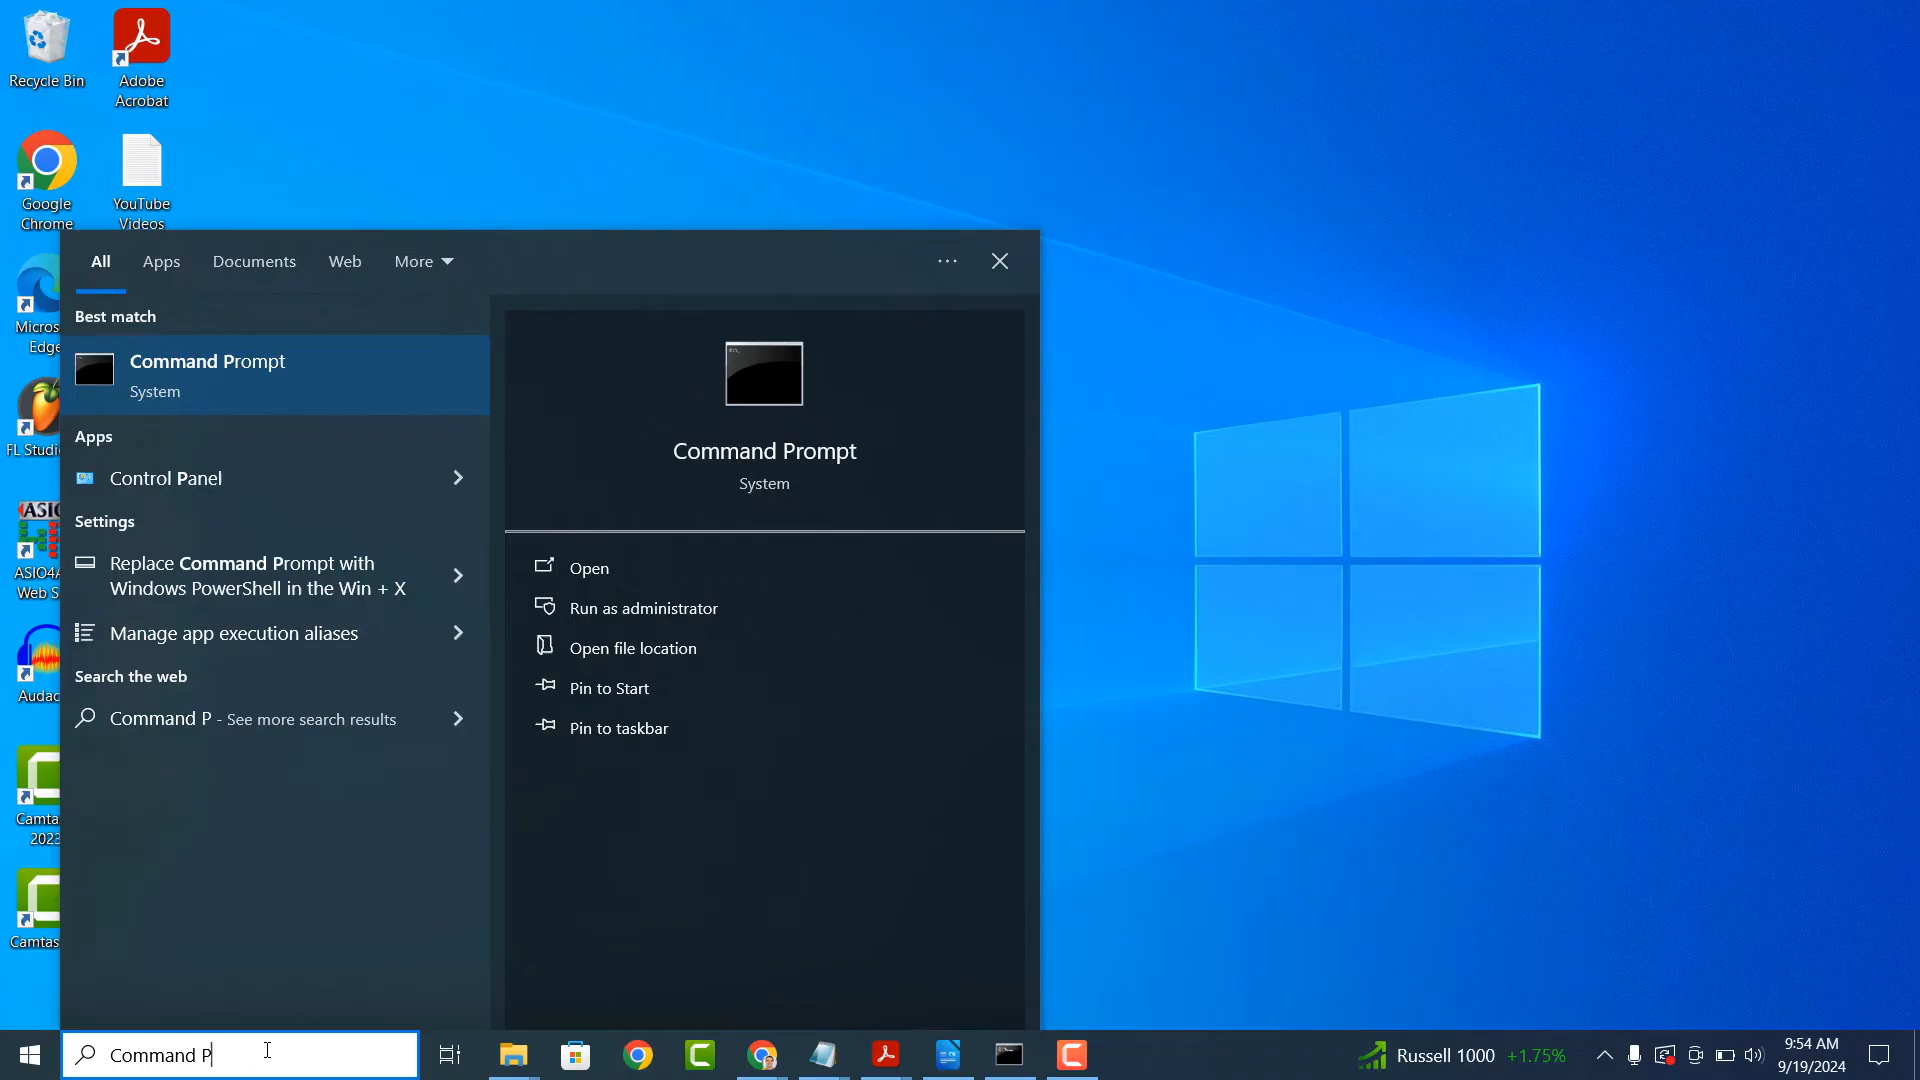 Recycle Bin
Adobe
Acrobat
Google
Chrome
YouTube
Videos
Micros
Edge
FL Studi
ASIO
ASIO4A
Web S
Audac
Camta
2023
Camtas
All
Apps
Documents
Web
More
Best match
Command Prompt
System
Apps
Control Panel
Settings
Replace Command Prompt with
Windows PowerShell in the Win + X
Manage app execution aliases
Search the web
Command P - See more search results
Command Prompt
System
Open
Run as administrator
Open file location
Pin to Start
Pin to taskbar
Command P
Russell 1000 +1.75%
9:54 AM
9/19/2024